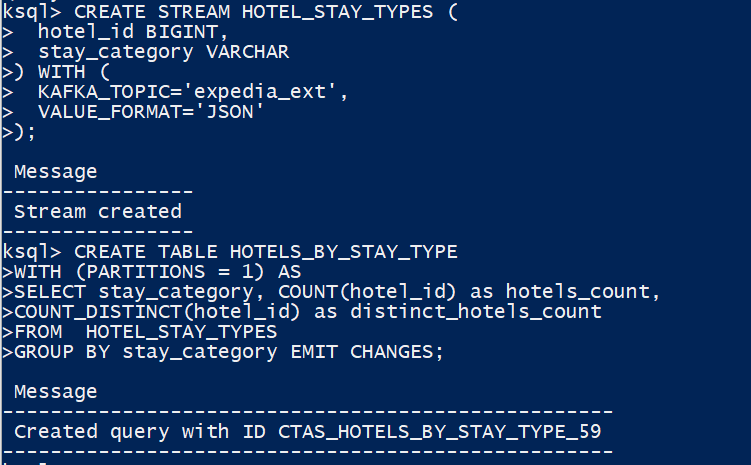 ksql> CREATE STREAM HOTEL_STAY_TYPES (
>  hotel_id BIGINT,
>  stay_category VARCHAR
>) WITH (
>  KAFKA_TOPIC='expedia_ext',
>  VALUE_FORMAT='JSON'
>);
 Message
----------------
 Stream created
----------------
ksql> CREATE TABLE HOTELS_BY_STAY_TYPE
>WITH (PARTITIONS = 1) AS
>SELECT stay_category, COUNT(hotel_id) as hotels_count,
>COUNT_DISTINCT(hotel_id) as distinct_hotels_count
>FROM  HOTEL_STAY_TYPES
>GROUP BY stay_category EMIT CHANGES;
 Message
---------------------------------------------------
 Created query with ID CTAS_HOTELS_BY_STAY_TYPE_59
---------------------------------------------------